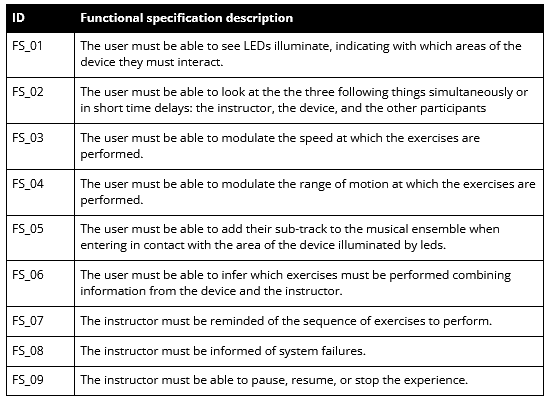 ID Functional specification description
FS_01 The user must be able to see LEDs illuminate, indicating with which areas of the
device they must interact.
FS_02 The user must be able to look at the the three following things simultaneously or
in short time delays: the instructor, the device, and the other participants
FS_03 The user must be able to modulate the speed at which the exercises are
performed.
FS_04 The user must be able to modulate the range of motion at which the exercises are
performed.
FS_05 The user must be able to add their sub-track to the musical ensemble when
entering in contact with the area of the device illuminated by leds.
FS_06 The user must be able to infer which exercises must be performed combining
information from the device and the instructor.
FS_07 The instructor must be reminded of the sequence of exercises to perform.
FS_08 The instructor must be informed of system failures.
FS_09 The instructor must be able to pause, resume, or stop the experience.